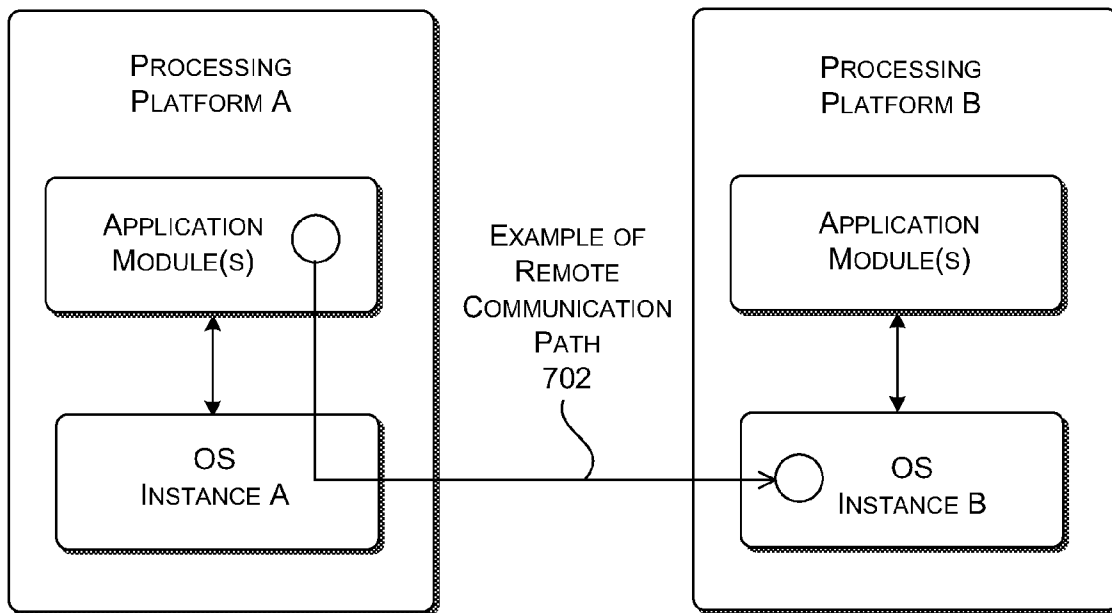 PROCESSING
PLATFORM A
APPLICATION
MODULE(S)
OS
INSTANCE A
EXAMPLE OF
REMOTE
COMMUNICATION
PATH
702
PROCESSING
PLATFORM B
APPLICATION
MODULE(S)
OS
INSTANCE B